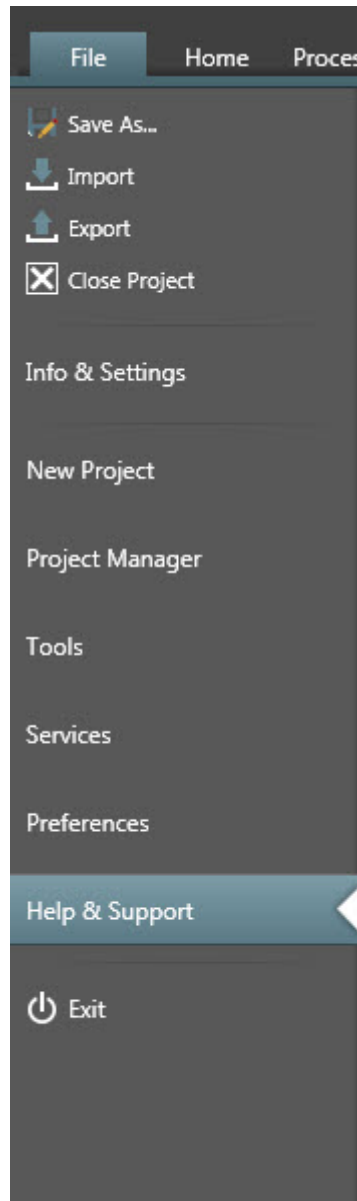 File Home Proces
Save As...
Import
Export
Close Project
Info & Settings
New Project
Project Manager
Tools
Services
Preferences
Help & Support
Exit